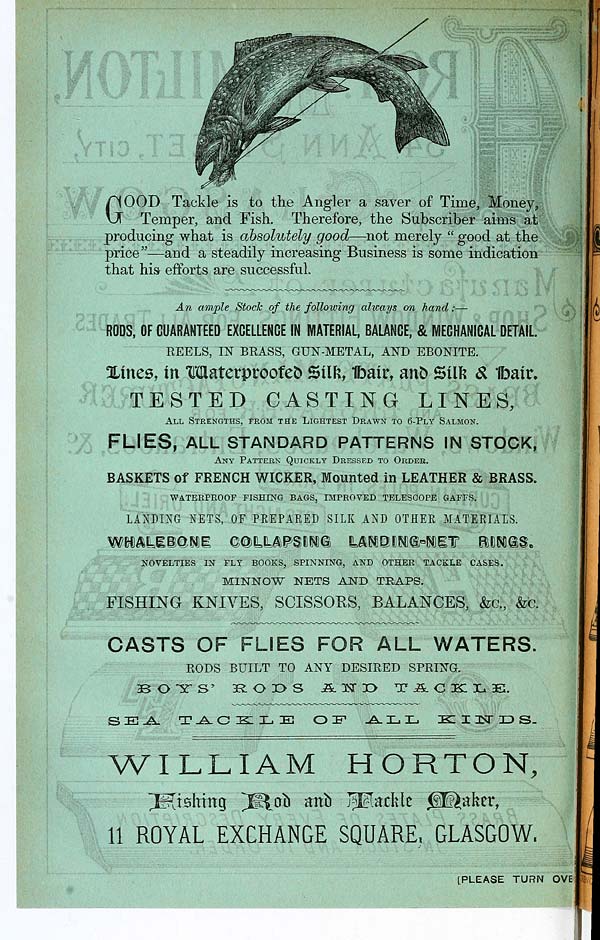 GOOD Tackle is to the Angler a saver of Time, Money,
Temper, and Fish. Therefore, the Subscriber aims at
producing what is absolutely good—not merely "good at the
price"—and a steadily increasing Business is some indication
that his efforts are successful.
An ample Stock of the following always on hand:—
RODS, OF GUARANTEED EXCELLENCE IN MATERIAL, BALANCE, & MECHANICAL DETAIL.
REELS, IN BRASS, GUN-METAL, AND EBONITE.
Lines, in Waterproofed Silk, Hair, and Silk & Hair.
TESTED CASTING LINES,
ALL STRENGTHS, FROM THE LIGHTEST DRAWN TO 6-PLY SALMON.
FLIES, ALL STANDARD PATTERNS IN STOCK,
ANY PATTERN QUICKLY DRESSED TO ORDER.
BASKETS of FRENCH WICKER, Mounted in LEATHER & BRASS.
WATERPROOF FISHING BAGS, IMPROVED TELESCOPE GAFFS.
LANDING NETS, OF PREPARED SILK AND OTHER MATERIALS.
WHALEBONE COLLAPSING LANDING-NET RINGS.
NOVELTIES IN FLY BOOKS, SPINNING, AND OTHER TACKLE CASES.
MINNOW NETS AND TRAPS.
FISHING KNIVES, SCISSORS, BALANCES, &c., &c.
CASTS OF FLIES FOR ALL WATERS.
RODS BUILT TO ANY DESIRED SPRING.
BOYS' RODS AND TACKLE.
SEA TACKLE OF ALL KINDS.
WILLIAM HORTON,
Fishing Rod and Tackle Maker,
11 ROYAL EXCHANGE SQUARE, GLASGOW.
[PLEASE TURN OVE